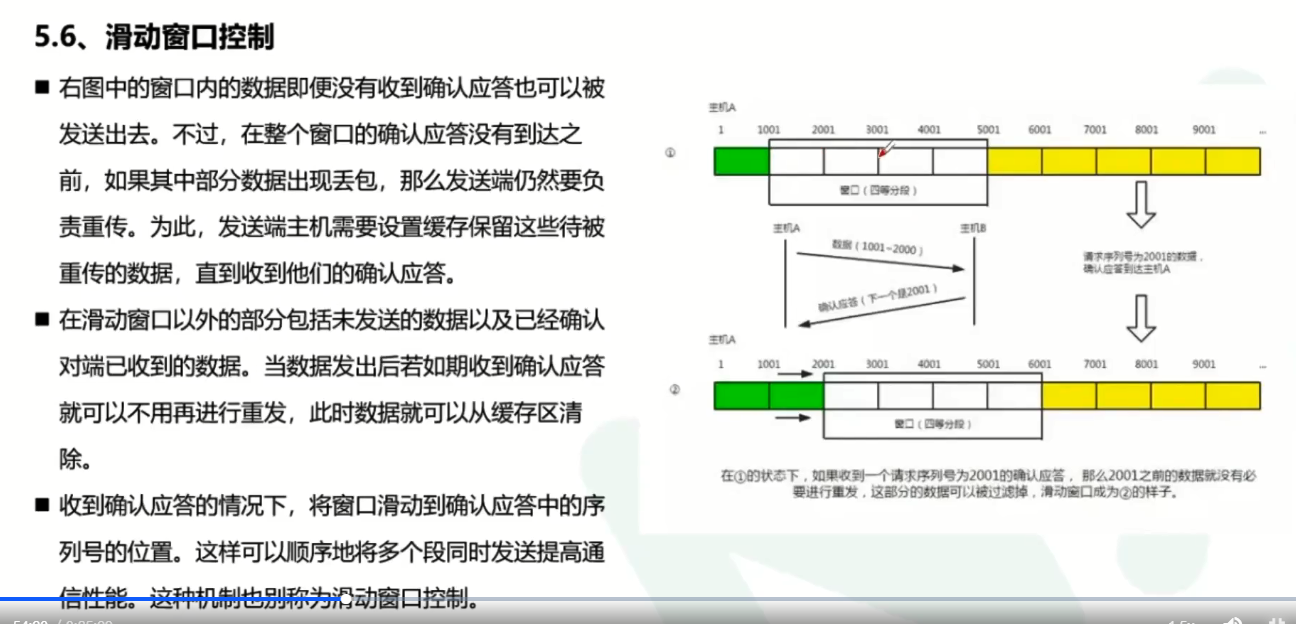 5.6、滑动窗口控制
■ 右图中的窗口内的数据即便没有收到确认应答也可以被
发送出去。不过，在整个窗口的确认应答没有到达之
前，如果其中部分数据出现丢包，那么发送端仍然要负
责重传。为此，发送端主机需要设置缓存保留这些待被
重传的数据，直到收到他们的确认应答。
■ 在滑动窗口以外的部分包括未发送的数据以及已经确认
对端已收到的数据。当数据发出后若如期收到确认应答
就可以不用再进行重发，此时数据就可以从缓存区清
除。
■ 收到确认应答的情况下，将窗口滑动到确认应答中的序
列号的位置。这样可以顺序地将多个段同时发送提高通
信性能。这种机制也别称为滑动窗口控制。
主机A
1 1001 2001 3001 4001 5001 6001 7001 8001 9001 ...
①
窗口（四等分段）
主机A 主机B
数据（1001~2000）
确认应答（下一个是2001）
请求序列号为2001的数据，
确认应答到达主机A
主机A
1 1001 2001 3001 4001 5001 6001 7001 8001 9001 ...
②
窗口（四等分段）
在①的状态下，如果收到一个请求序列号为2001的确认应答，那么2001之前的数据就没有必
要进行重发，这部分的数据可以被过滤掉，滑动窗口成为②的样子。